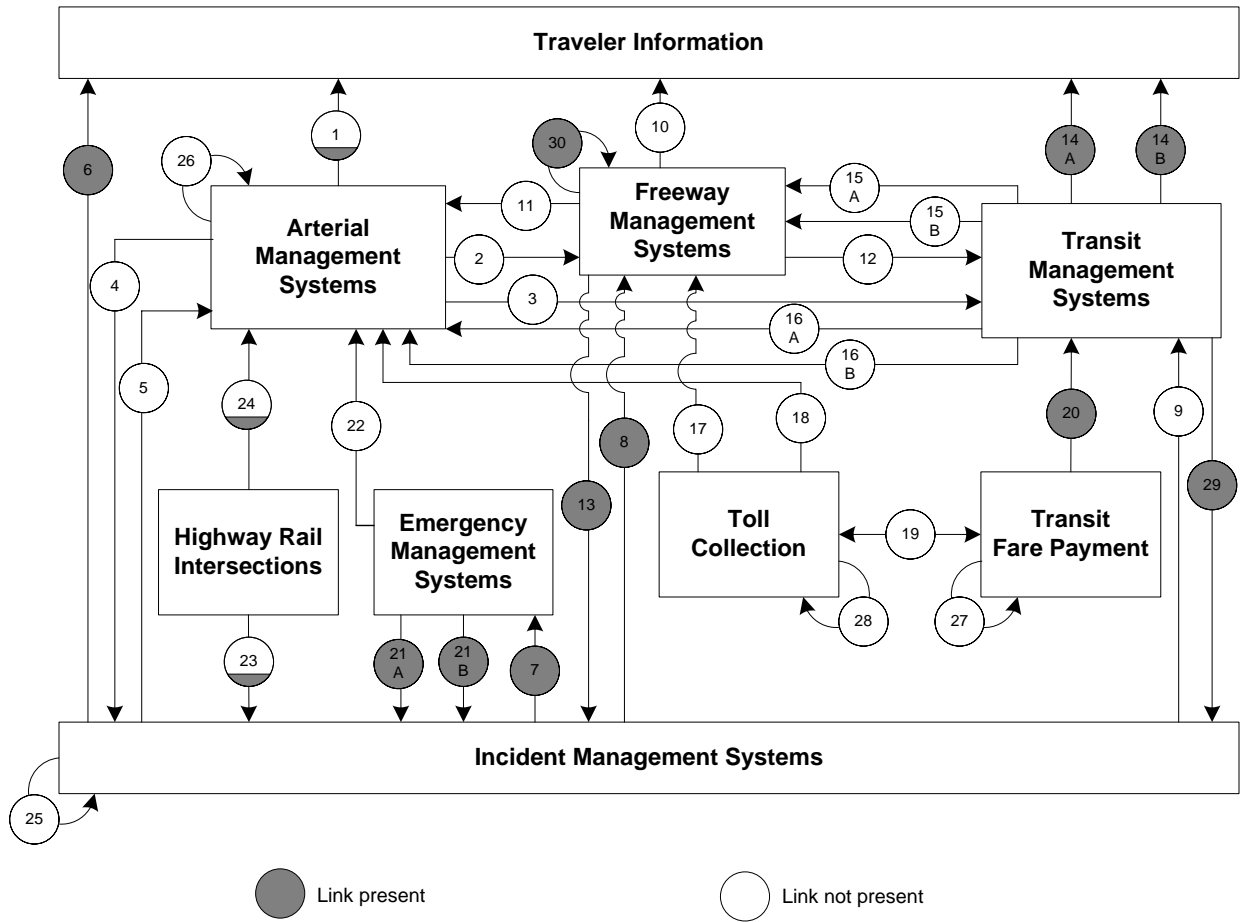 Traveler Information
1
10
6
30
14
A
14
B
26
15
A
11
15
B
Freeway
Management
Systems
Arterial
Management
Systems
Transit
Management
Systems
4
2
12
3
16
A
16
B
5
24
22
8
17
18
20
9
13
29
Highway Rail
Intersections
Emergency
Management
Systems
Toll
Collection
19
Transit
Fare Payment
28
27
23
21
A
21
B
7
Incident Management Systems
25
Link present
Link not present